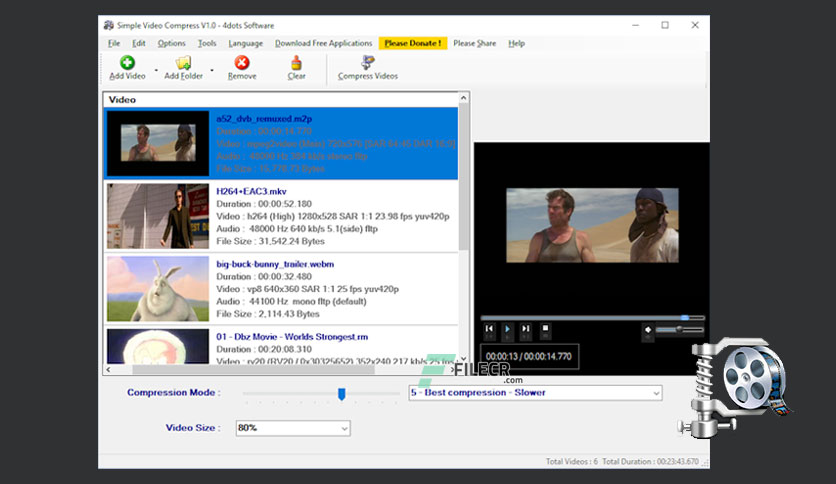 Simple Video Compress V1.0 - 4dots Software
File Edit Options Tools Language Download Free Applications Please Donate ! Please Share Help
Add Video Add Folder Remove Clear Compress Videos
Video
a52_dvb_remuxed.m2p
Duration : 00:00:14.770
Video : mpeg2video (Main) 720x576 [SAR 64:45 DAR 16:9]
Audio : 48000 Hz 384 kb/s stereo fltp
File Size : 15,770.73 Bytes
H264+EAC3.mkv
Duration : 00:00:52.180
Video : h264 (High) 1280x528 SAR 1:1 23.98 fps yuv420p
Audio : 48000 Hz 640 kb/s 5.1(side) fltp
File Size : 31,542.24 Bytes
big-buck-bunny_trailer.webm
Duration : 00:00:32.480
Video : vp8 640x360 SAR 1:1 25 fps yuv420p
Audio : 44100 Hz mono fltp (default)
File Size : 2,114.43 Bytes
01 - Dbz Movie - Worlds Strongest.rm
Duration : 00:20:08.310
Video : rv20 (RV20 / 0x30325652) 352x240 217 kb/s 25 fps
00:00:13 / 00:00:14.770
FILECR
.com
Compression Mode : 5 - Best compression - Slower
Video Size : 80%
Total Videos : 6 Total Duration : 00:23:43.670